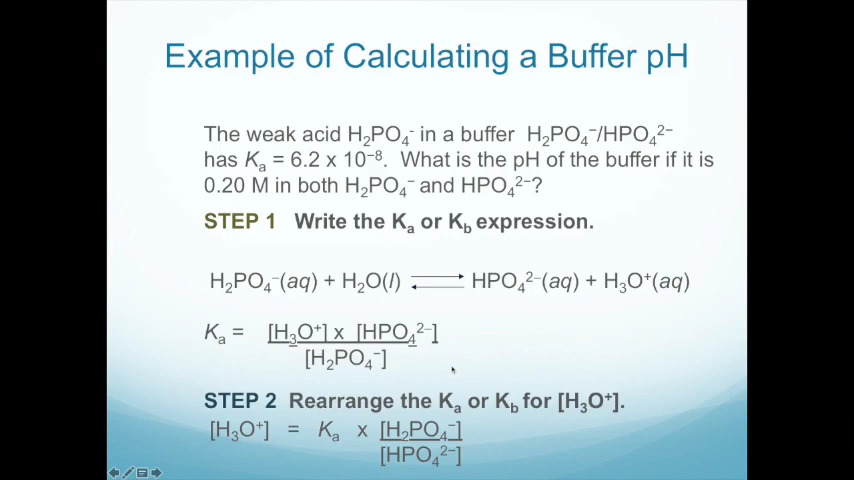 Example of Calculating a Buffer pH
The weak acid H₂PO₄⁻ in a buffer H₂PO₄⁻/HPO₄²⁻
has Kₐ = 6.2 x 10⁻⁸. What is the pH of the buffer if it is
0.20 M in both H₂PO₄⁻ and HPO₄²⁻?
STEP 1 Write the Kₐ or K_b expression.
H₂PO₄⁻(aq) + H₂O(l) ⇌ HPO₄²⁻(aq) + H₃O⁺(aq)
Kₐ = [H₃O⁺] x [HPO₄²⁻]
[H₂PO₄⁻]
STEP 2 Rearrange the Kₐ or K_b for [H₃O⁺].
[H₃O⁺] = Kₐ x [H₂PO₄⁻]
[HPO₄²⁻]